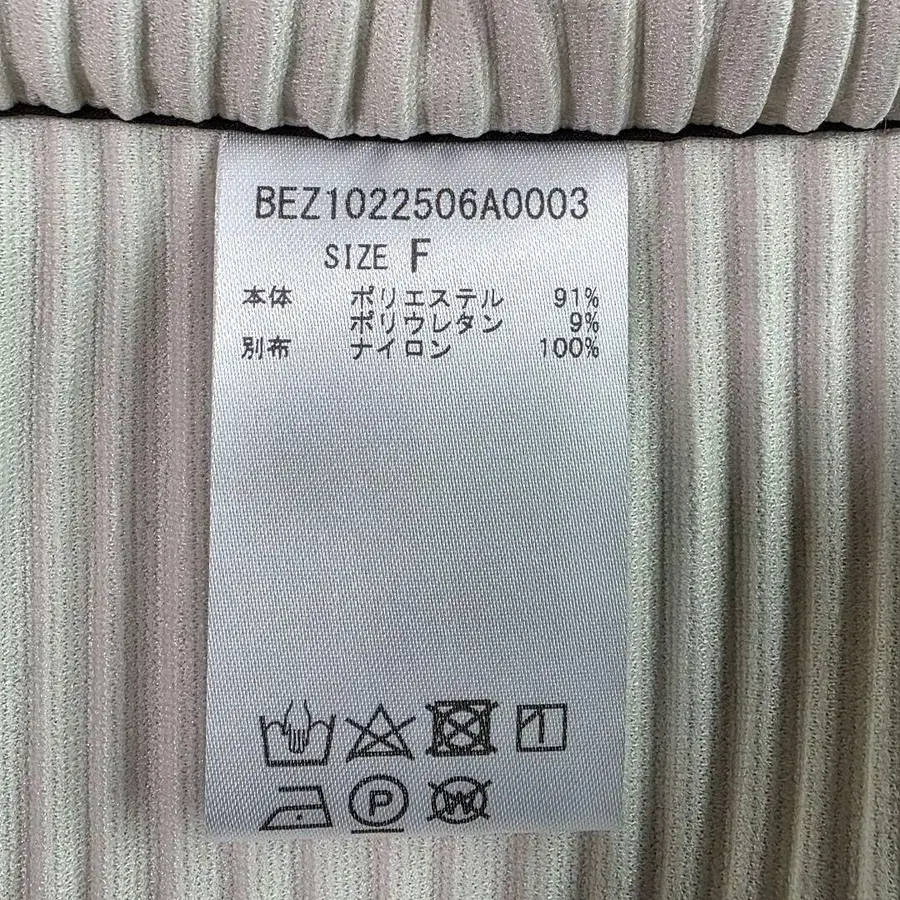 BEZ1022506A0003
SIZE F
本体 ポリエステル 91%
ポリウレタン 9%
別布 ナイロン 100%
P
W